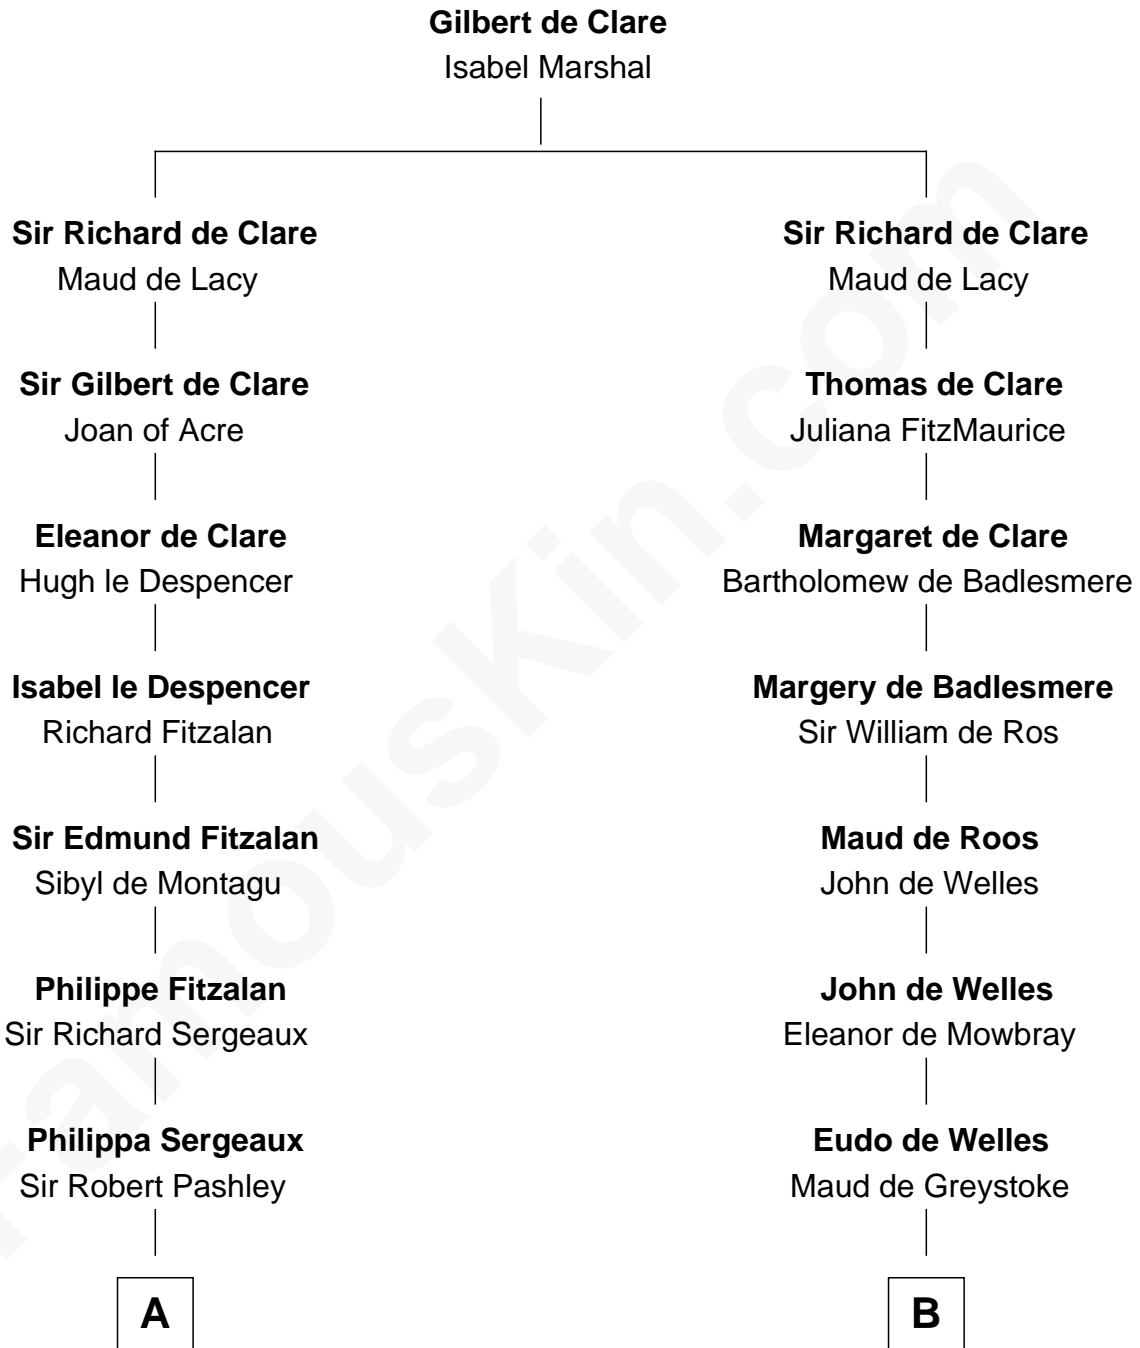 Gilbert de Clare
Isabel Marshal
Sir Richard de Clare
Maud de Lacy
Sir Richard de Clare
Maud de Lacy
Sir Gilbert de Clare
Joan of Acre
Thomas de Clare
Juliana FitzMaurice
Eleanor de Clare
Hugh le Despencer
Margaret de Clare
Bartholomew de Badlesmere
Isabel le Despencer
Richard Fitzalan
Margery de Badlesmere
Sir William de Ros
Sir Edmund Fitzalan
Sibyl de Montagu
Maud de Roos
John de Welles
Philippe Fitzalan
Sir Richard Sergeaux
John de Welles
Eleanor de Mowbray
Philippa Sergeaux
Sir Robert Pashley
Eudo de Welles
Maud de Greystoke
A
B
FamousKin.com